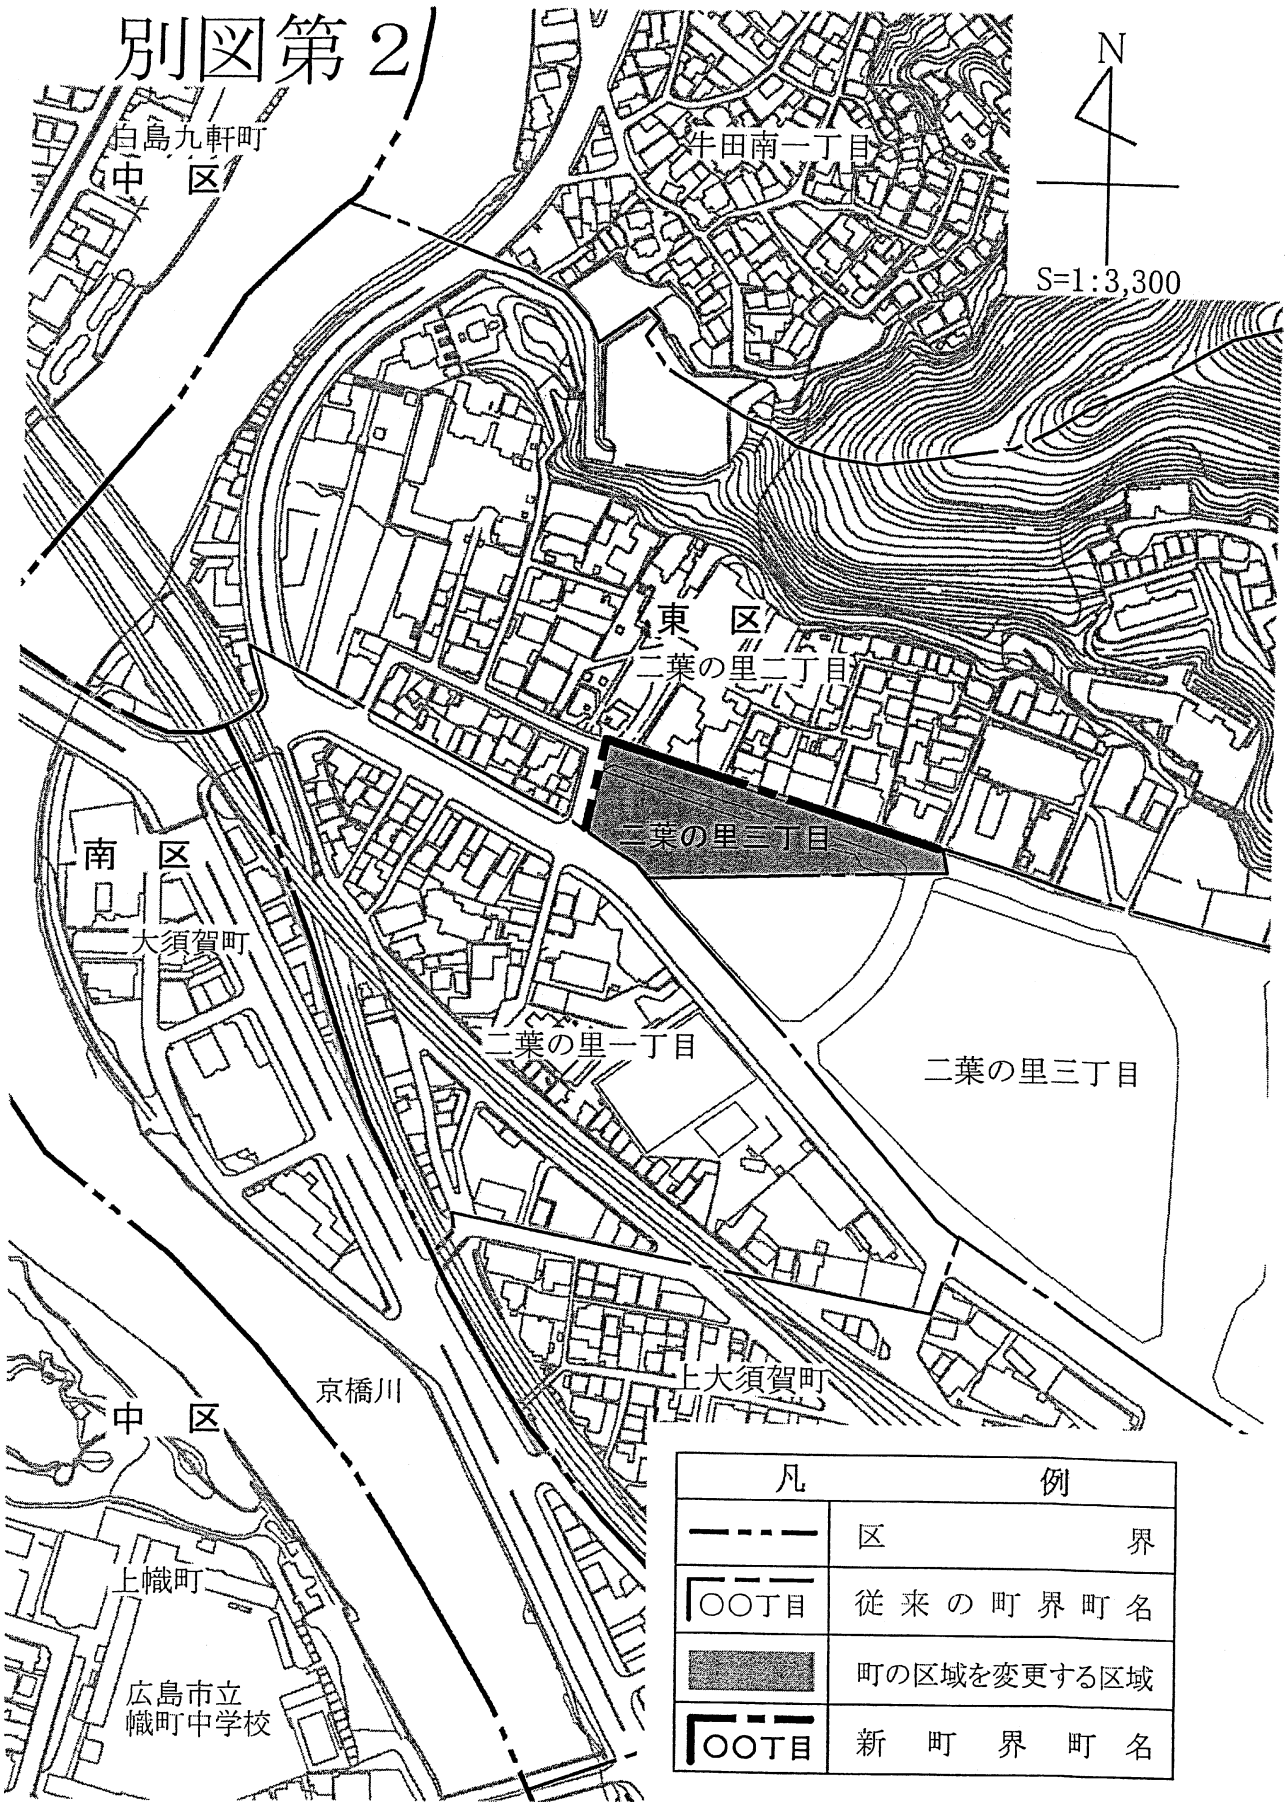 別図第2
N
S=1:3,300
白島九軒町
中 区
牛田南一丁目
東 区
二葉の里二丁目
二葉の里三丁目
南 区
大須賀町
二葉の里一丁目
二葉の里三丁目
上大須賀町
京橋川
中 区
上幟町
広島市立
幟町中学校
凡 例
区 界
〇〇丁目 従来の町界町名
町の区域を変更する区域
〇〇丁目 新町界町名